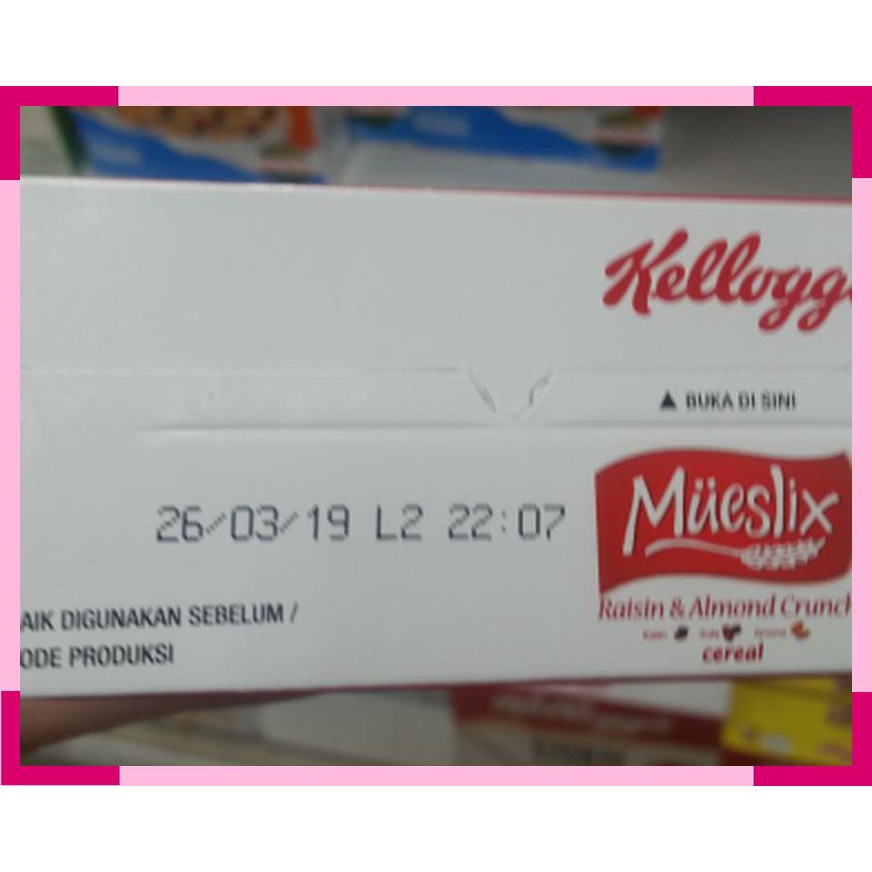 Kellogg
▲ BUKA DI SINI
Müeslix
26/03/19 L2 22:07
Raisin & Almond Crunch
AIK DIGUNAKAN SEBELUM /
cereal
ODE PRODUKSI